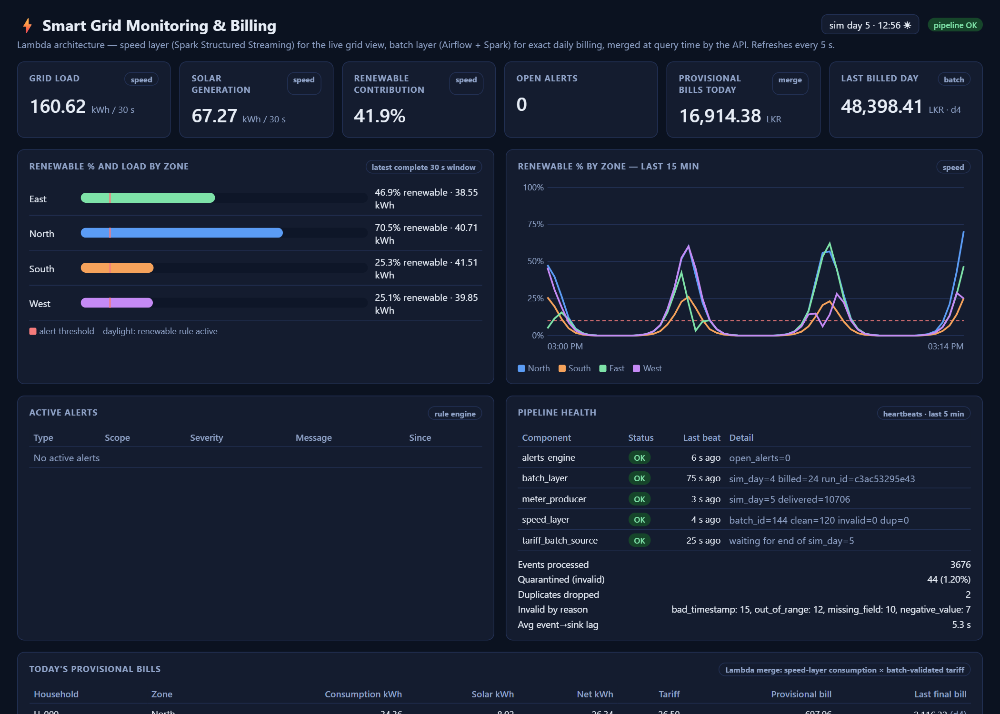 Smart Grid Monitoring & Billing
sim day 5 · 12:56 ☀
pipeline OK
Lambda architecture — speed layer (Spark Structured Streaming) for the live grid view, batch layer (Airflow + Spark) for exact daily billing, merged at query time by the API. Refreshes every 5 s.
GRID LOAD
speed
160.62 kWh / 30 s
SOLAR
GENERATION
speed
67.27 kWh / 30 s
RENEWABLE
CONTRIBUTION
speed
41.9%
OPEN ALERTS
0
PROVISIONAL
BILLS TODAY
merge
16,914.38 LKR
LAST BILLED DAY
batch
48,398.41 LKR · d4
RENEWABLE % AND LOAD BY ZONE
latest complete 30 s window
East
46.9% renewable · 38.55
kWh
North
70.5% renewable · 40.71
kWh
South
25.3% renewable · 41.51
kWh
West
25.1% renewable · 39.85
kWh
alert threshold daylight: renewable rule active
RENEWABLE % BY ZONE — LAST 15 MIN
speed
100%
75%
50%
25%
0%
03:00 PM 03:14 PM
North South East West
ACTIVE ALERTS
rule engine
Type Scope Severity Message Since
No active alerts
PIPELINE HEALTH
heartbeats · last 5 min
Component Status Last beat Detail
alerts_engine OK 6 s ago open_alerts=0
batch_layer OK 75 s ago sim_day=4 billed=24 run_id=c3ac53295e43
meter_producer OK 3 s ago sim_day=5 delivered=10706
speed_layer OK 4 s ago batch_id=144 clean=120 invalid=0 dup=0
tariff_batch_source OK 25 s ago waiting for end of sim_day=5
Events processed 3676
Quarantined (invalid) 44 (1.20%)
Duplicates dropped 2
Invalid by reason bad_timestamp: 15, out_of_range: 12, missing_field: 10, negative_value: 7
Avg event→sink lag 5.3 s
TODAY'S PROVISIONAL BILLS
Lambda merge: speed-layer consumption × batch-validated tariff
Household Zone Consumption kWh Solar kWh Net kWh Tariff Provisional bill Last final bill